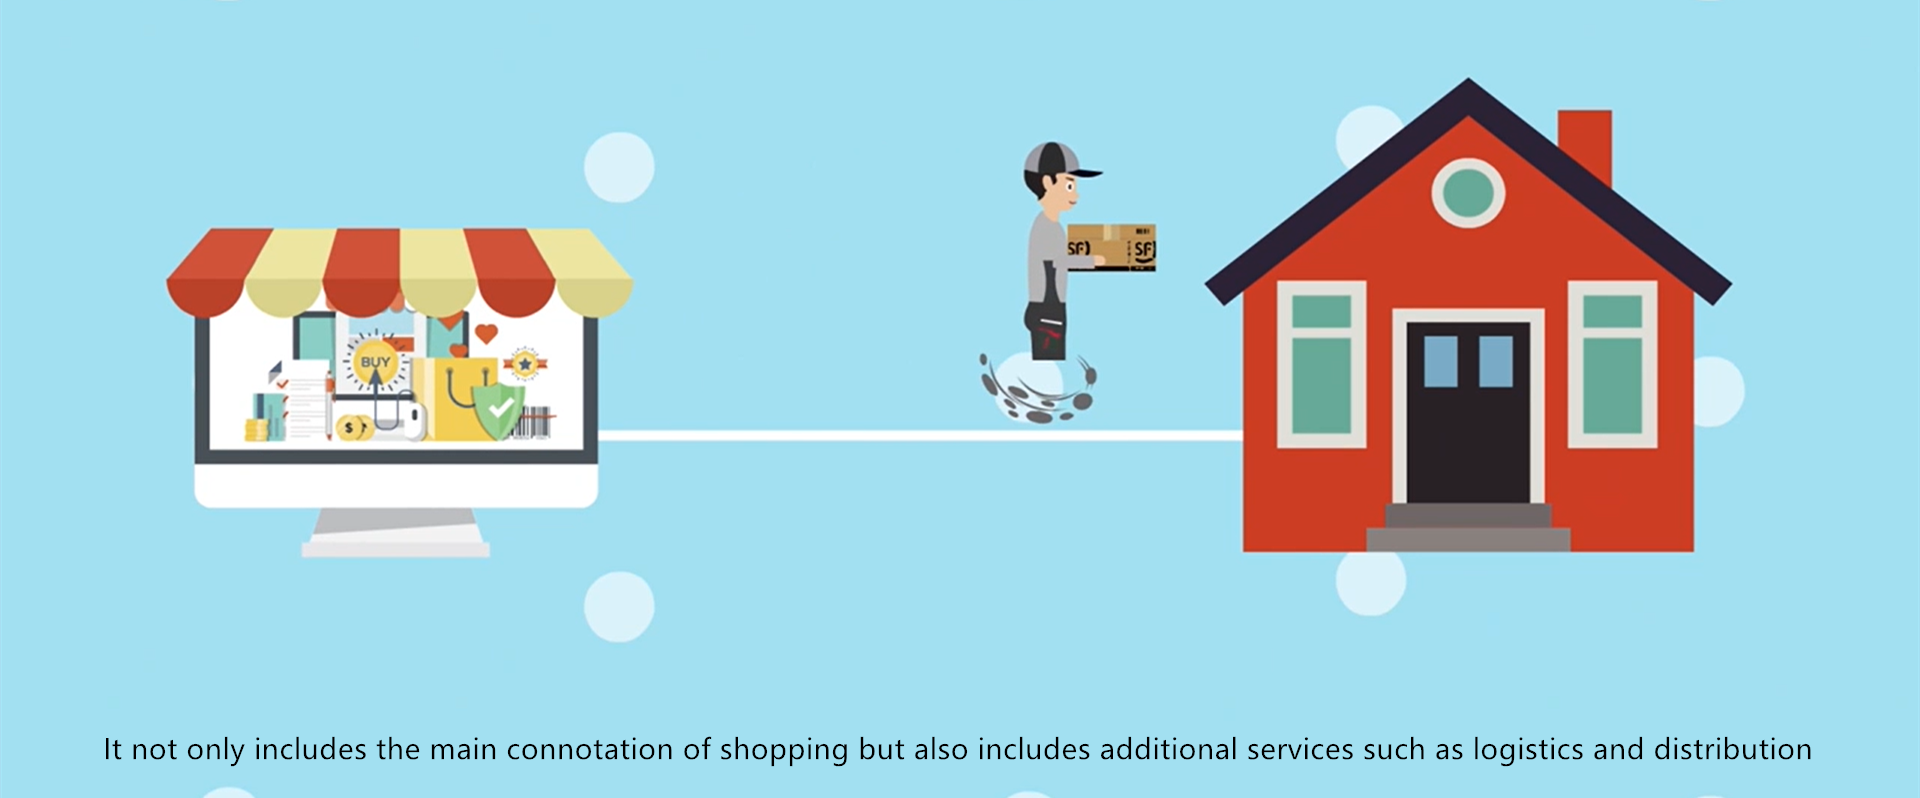 BUY
$
SF)
SF)
It not only includes the main connotation of shopping but also includes additional services such as logistics and distribution